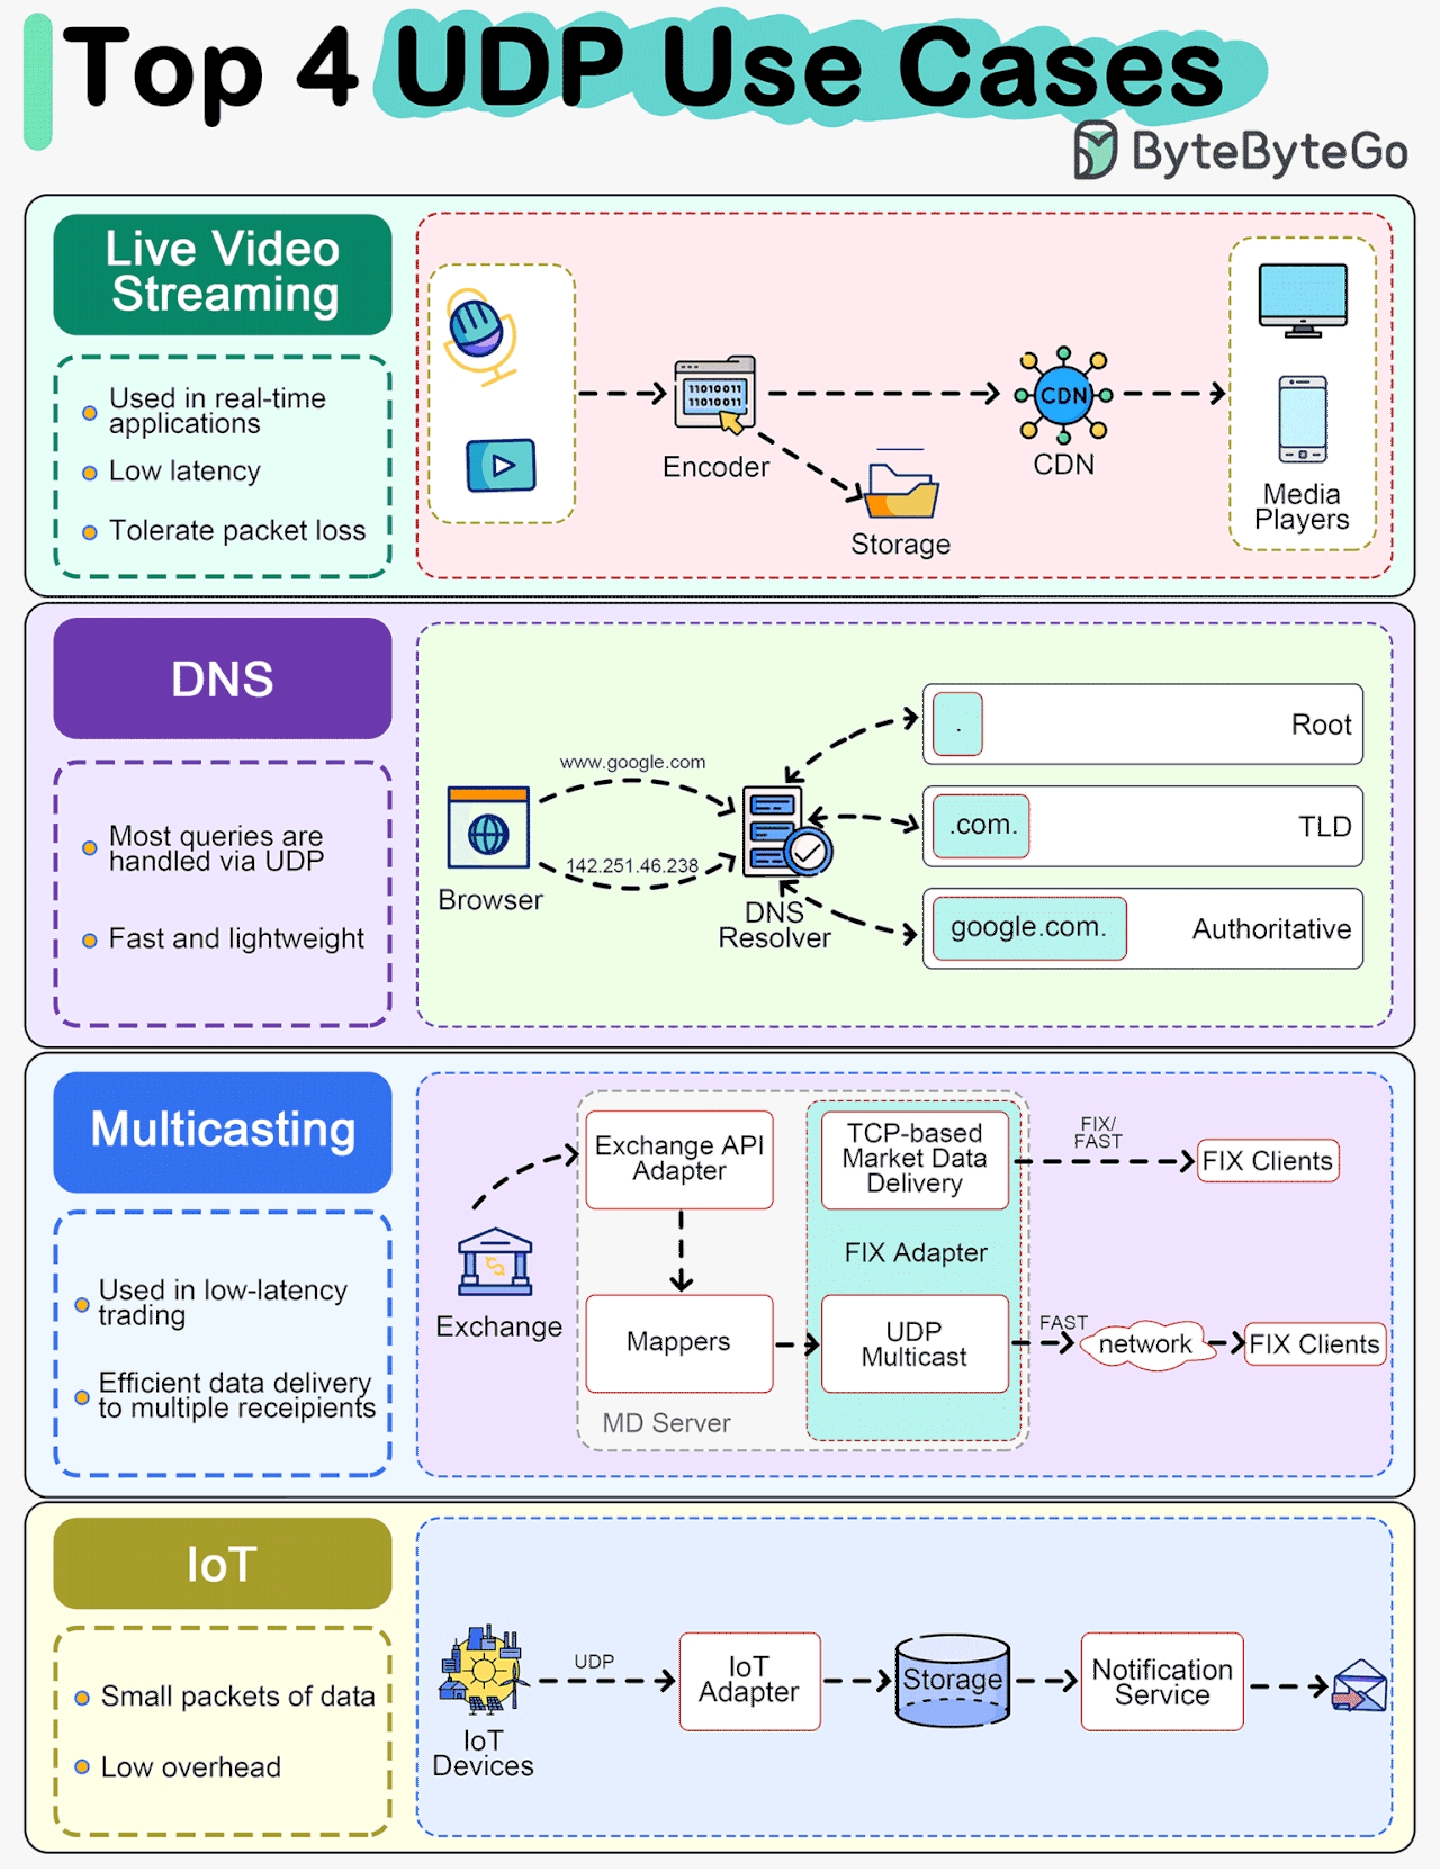 Top 4 UDP Use Cases
ByteByteGo
Live Video
Streaming
Used in real-time
applications
Low latency
Tolerate packet loss
11010011
11010011
Encoder
Storage
CDN
CDN
Media
Players
DNS
Most queries are
handled via UDP
Fast and lightweight
www.google.com
142.251.46.238
Browser
DNS
Resolver
.
Root
.com.
TLD
google.com.
Authoritative
Multicasting
Used in low-latency
trading
Efficient data delivery
to multiple receipients
Exchange
Exchange API
Adapter
Mappers
MD Server
TCP-based
Market Data
Delivery
FIX Adapter
UDP
Multicast
FIX/
FAST
FIX Clients
FAST
network
FIX Clients
IoT
Small packets of data
Low overhead
IoT
Devices
UDP
IoT
Adapter
Storage
Notification
Service